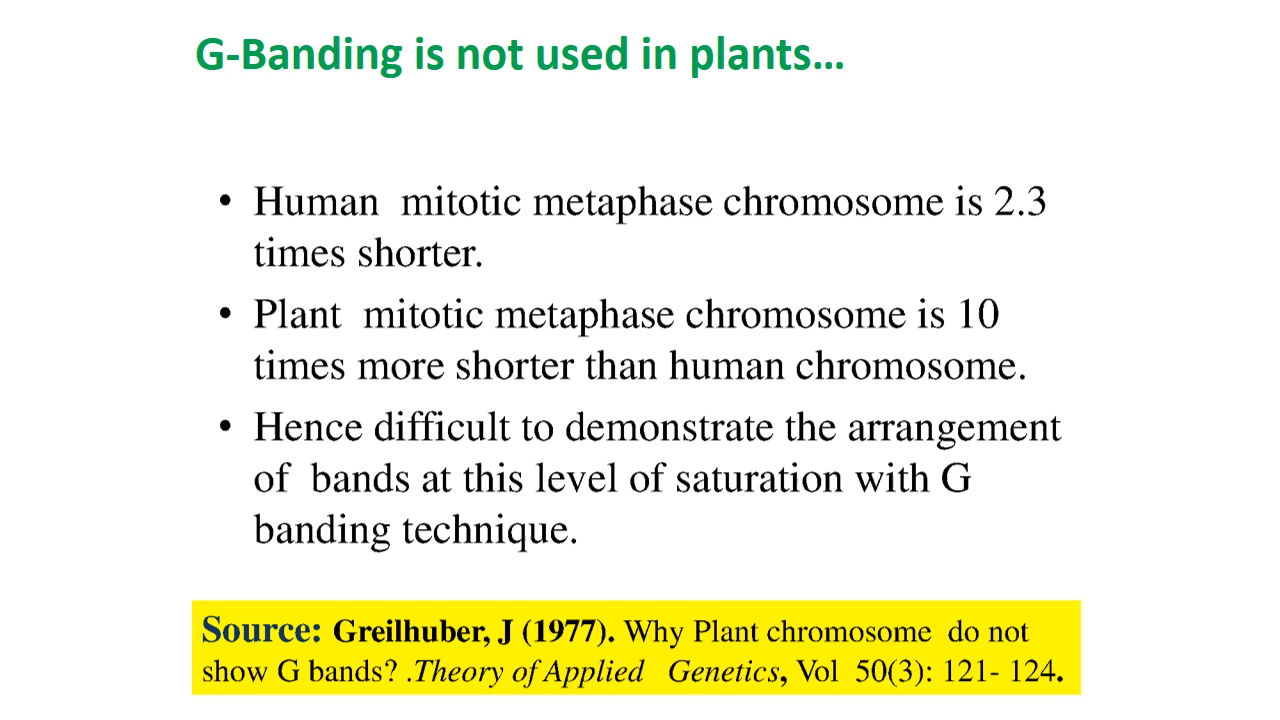 G-Banding is not used in plants...
• Human mitotic metaphase chromosome is 2.3
times shorter.
• Plant mitotic metaphase chromosome is 10
times more shorter than human chromosome.
• Hence difficult to demonstrate the arrangement
of bands at this level of saturation with G
banding technique.
Source: Greilhuber, J (1977). Why Plant chromosome do not
show G bands? .Theory of Applied Genetics, Vol 50(3): 121- 124.